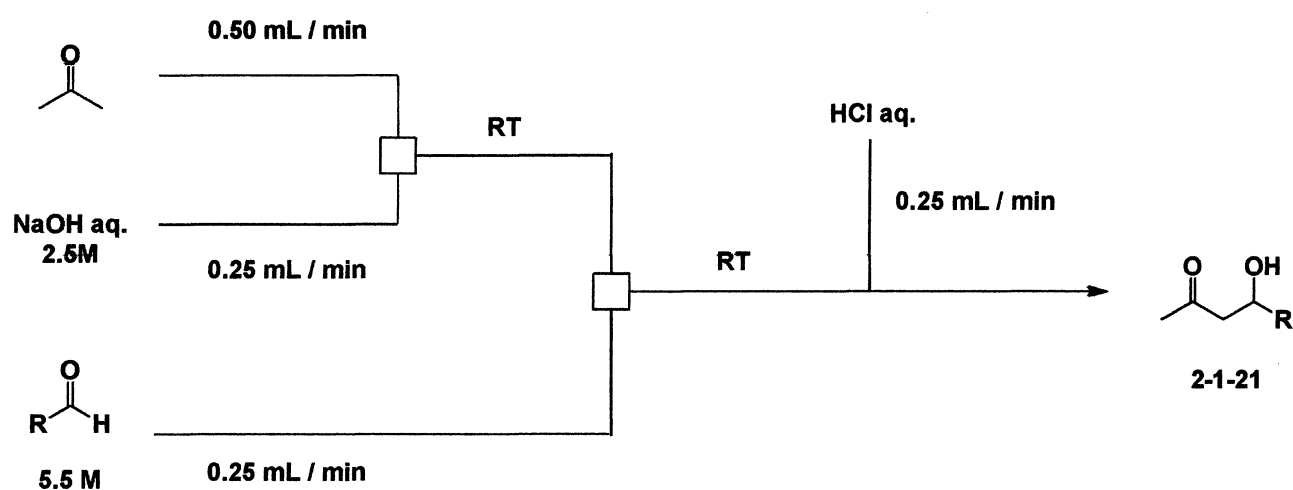 0.50 mL / min
O
RT
HCl aq.
NaOH aq.
2.5M
0.25 mL / min
0.25 mL / min
RT
O
OH
R
2-1-21
O
R
H
5.5 M
0.25 mL / min